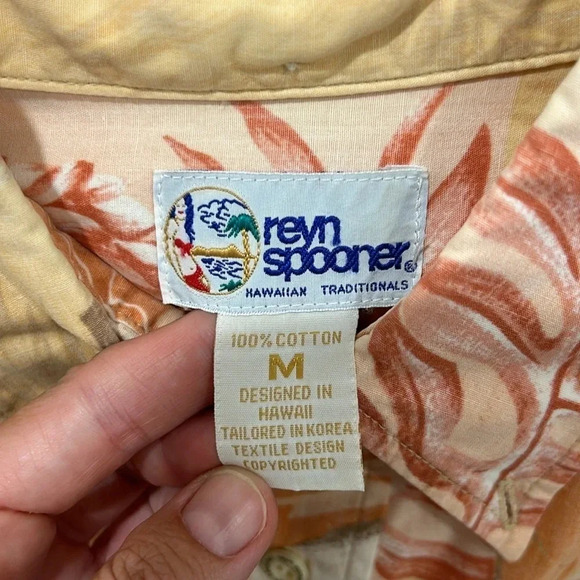 reyn
spooner®
HAWAIIAN TRADITIONALS
100% COTTON
M
DESIGNED IN
HAWAII
TAILORED IN KOREA
TEXTILE DESIGN
COPYRIGHTED